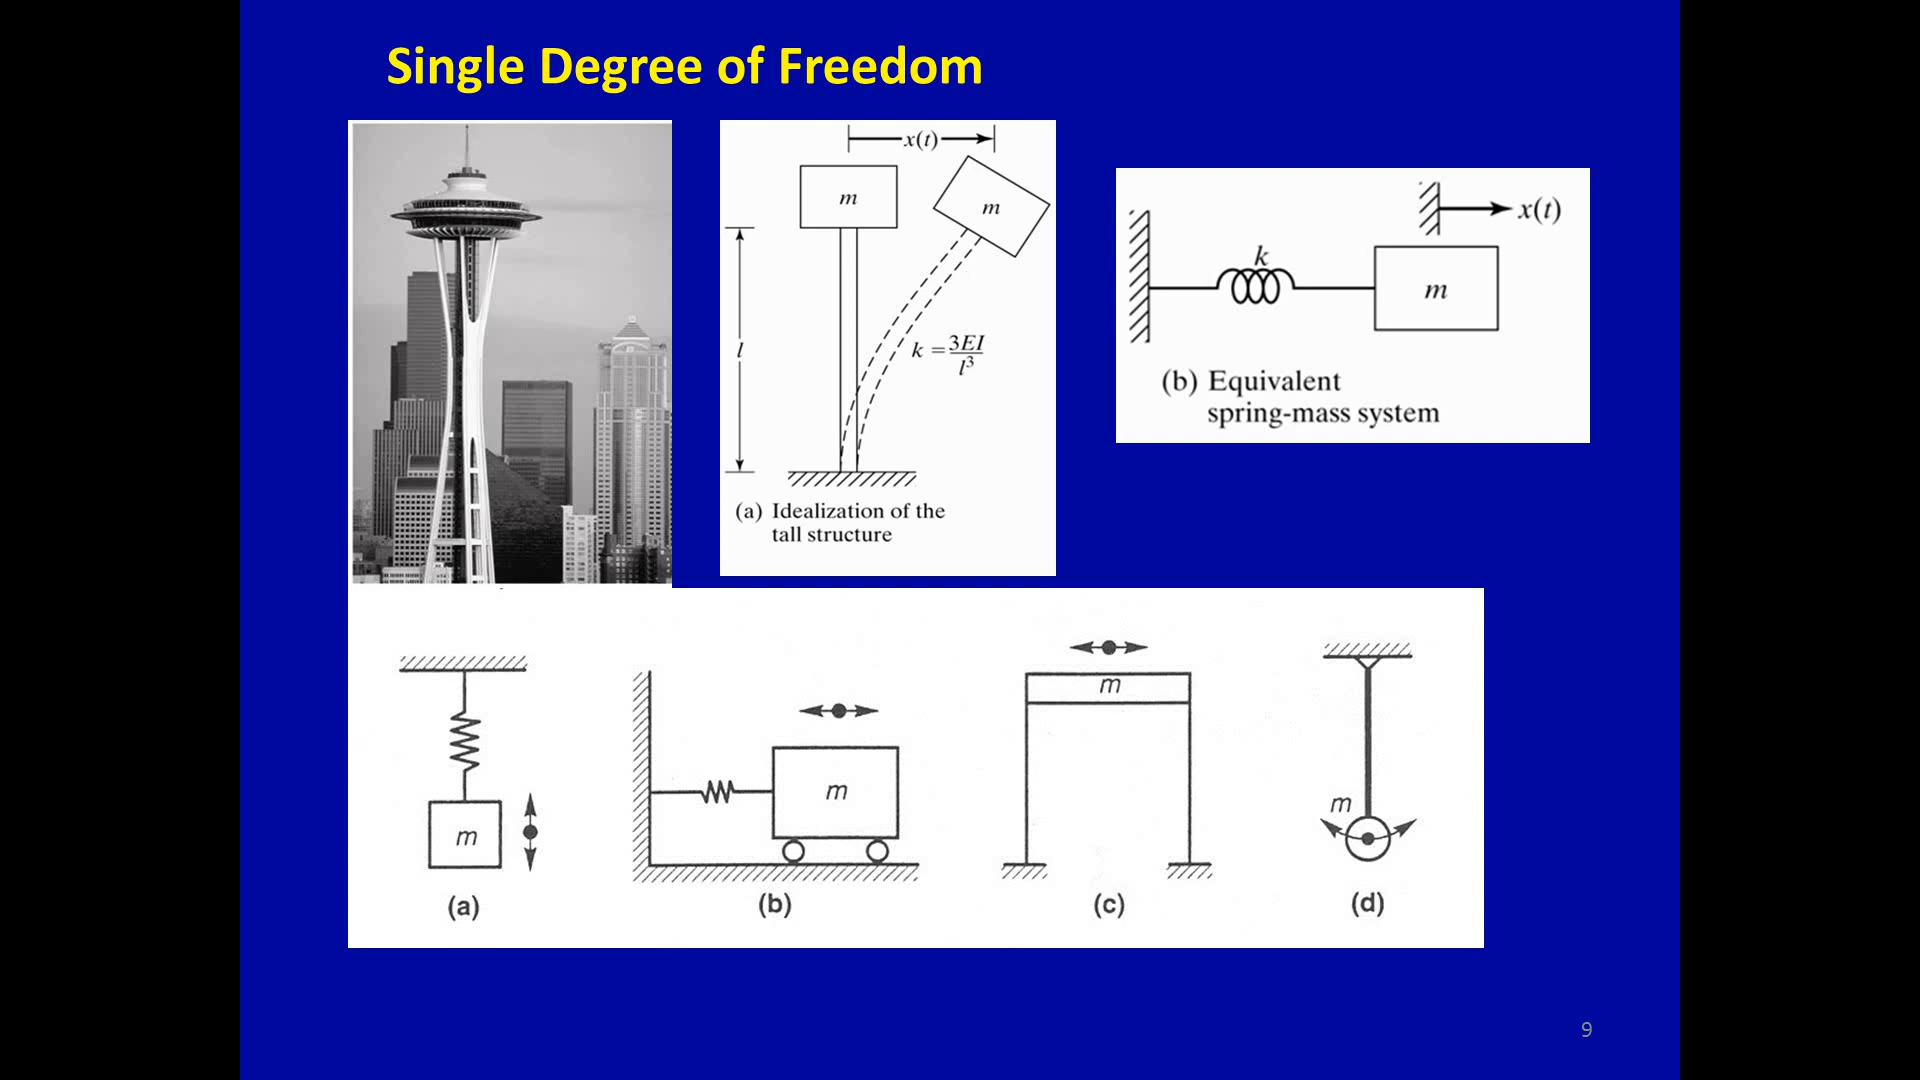 Single Degree of Freedom
x(t)
m
m
l
k = 3EI/l³
(a) Idealization of the
tall structure
x(t)
k
m
(b) Equivalent
spring-mass system
m
(a)
m
(b)
m
(c)
m
(d)
9